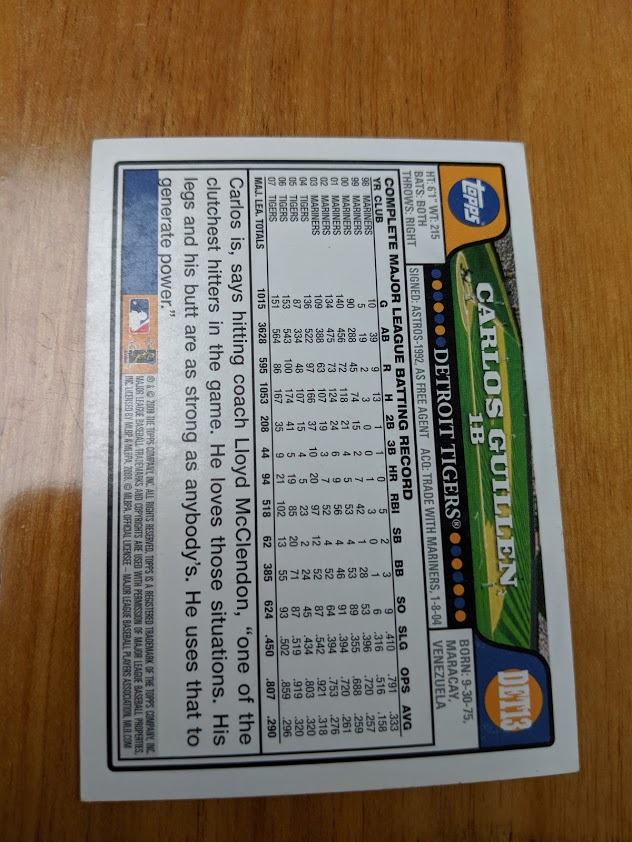 topps
CARLOS GUILLEN
1B
DET13
DETROIT TIGERS®
HT: 6'1" WT: 215
BATS: BOTH
THROWS: RIGHT
SIGNED: ASTROS-1992, AS FREE AGENT ACQ: TRADE WITH MARINERS, 1-8-04
BORN: 9-30-75,
MARACAY,
VENEZUELA
COMPLETE MAJOR LEAGUE BATTING RECORD
YR CLUB G AB R H 2B 3B HR RBI SB BB SO SLG OPS AVG
98 MARINERS 10 39 9 13 1 1 0 5 2 3 9 .410 .791 .333
99 MARINERS 5 19 2 3 0 0 1 3 0 1 6 .316 .516 .158
00 MARINERS 90 288 45 74 15 2 7 42 1 28 53 .396 .720 .257
01 MARINERS 140 456 72 118 21 4 5 53 4 53 89 .355 .688 .259
02 MARINERS 134 475 73 124 24 6 9 56 4 46 91 .394 .720 .261
03 MARINERS 109 388 63 107 19 3 7 52 4 52 64 .394 .753 .276
04 TIGERS 136 522 97 166 37 10 20 97 12 52 87 .542 .921 .318
05 TIGERS 87 334 48 107 15 4 5 23 2 24 45 .434 .803 .320
06 TIGERS 153 543 100 174 41 5 19 85 20 71 87 .519 .919 .320
07 TIGERS 151 564 86 167 35 9 21 102 13 55 93 .502 .859 .296
MAJ. LEA. TOTALS 1015 3628 595 1053 208 44 94 518 62 385 624 .450 .807 .290
Carlos is, says hitting coach Lloyd McClendon, "one of the
clutchest hitters in the game. He loves those situations. His
legs and his butt are as strong as anybody's. He uses that to
generate power."
® & © 2008 THE TOPPS COMPANY, INC. ALL RIGHTS RESERVED. TOPPS IS A REGISTERED TRADEMARK OF THE TOPPS COMPANY, INC.
MAJOR LEAGUE BASEBALL TRADEMARKS AND COPYRIGHTS ARE USED WITH PERMISSION OF MAJOR LEAGUE BASEBALL PROPERTIES,
INC. LICENSED BY MLBP & MLBPA, 2008. © MLBPA. OFFICIAL LICENSEE – MAJOR LEAGUE BASEBALL PLAYERS ASSOCIATION. MLB.COM